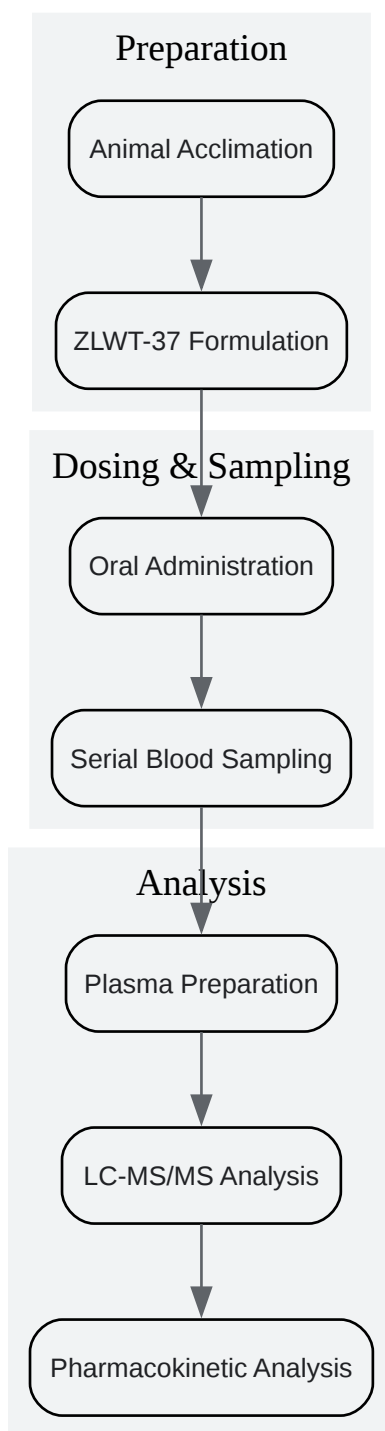 Preparation
Animal Acclimation
ZLWT-37 Formulation
Dosing & Sampling
Oral Administration
Serial Blood Sampling
Analysis
Plasma Preparation
LC-MS/MS Analysis
Pharmacokinetic Analysis